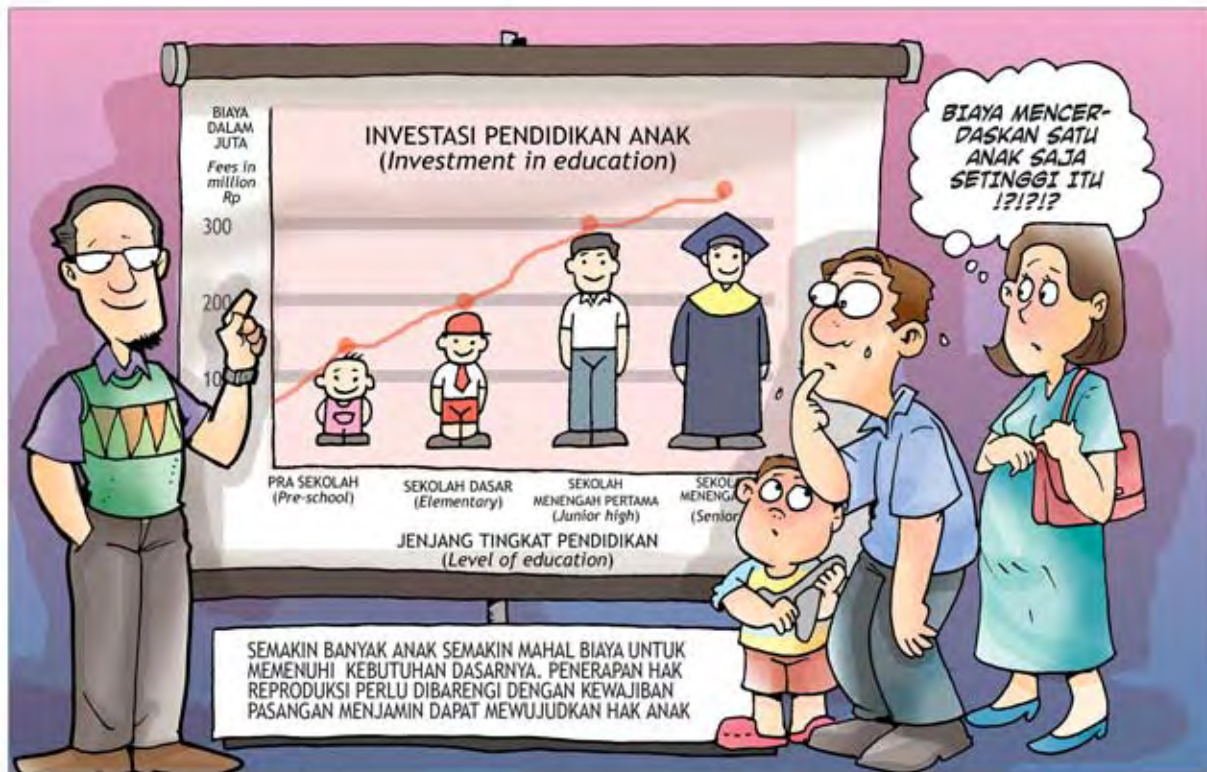 BIAYA
DALAM
JUTA
Fees in
million
Rp
INVESTASI PENDIDIKAN ANAK
(Investment in education)
300
200
BIAYA MENCER-
DASKAN SATU
ANAK SAJA
SETINGGI ITU
!?!?!?
PRA SEKOLAH
(Pre-school)
SEKOLAH DASAR
(Elementary)
SEKOLAH
MENENGAH PERTAMA
(Junior high)
(Senior
JENJANG TINGKAT PENDIDIKAN
(Level of education)
SEMAKIN BANYAK ANAK SEMAKIN MAHAL BIAYA UNTUK
MEMENUHI KEBUTUHAN DASARNYA. PENERAPAN HAK
REPRODUKSI PERLU DIBARENGI DENGAN KEWAJIBAN
PASANGAN MENJAMIN DAPAT MEWUJUDKAN HAK ANAK